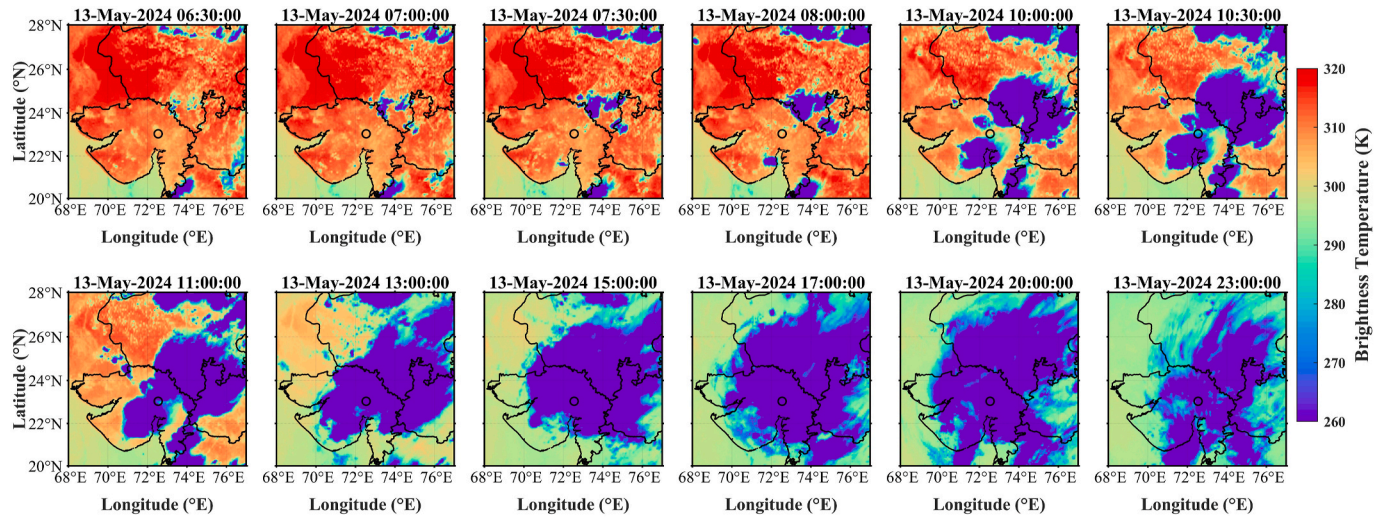 13-May-2024 06:30:00 13-May-2024 07:00:00 13-May-2024 07:30:00 13-May-2024 08:00:00 13-May-2024 10:00:00 13-May-2024 10:30:00
28°N
26°N
24°N
22°N
20°N
Latitude (°N)
68°E 70°E 72°E 74°E 76°E 68°E 70°E 72°E 74°E 76°E 68°E 70°E 72°E 74°E 76°E 68°E 70°E 72°E 74°E 76°E 68°E 70°E 72°E 74°E 76°E 68°E 70°E 72°E 74°E 76°E
Longitude (°E) Longitude (°E) Longitude (°E) Longitude (°E) Longitude (°E) Longitude (°E)
13-May-2024 11:00:00 13-May-2024 13:00:00 13-May-2024 15:00:00 13-May-2024 17:00:00 13-May-2024 20:00:00 13-May-2024 23:00:00
28°N
26°N
24°N
22°N
20°N
Latitude (°N)
68°E 70°E 72°E 74°E 76°E 68°E 70°E 72°E 74°E 76°E 68°E 70°E 72°E 74°E 76°E 68°E 70°E 72°E 74°E 76°E 68°E 70°E 72°E 74°E 76°E 68°E 70°E 72°E 74°E 76°E
Longitude (°E) Longitude (°E) Longitude (°E) Longitude (°E) Longitude (°E) Longitude (°E)
320
310
300
290
280
270
260
Brightness Temperature (K)